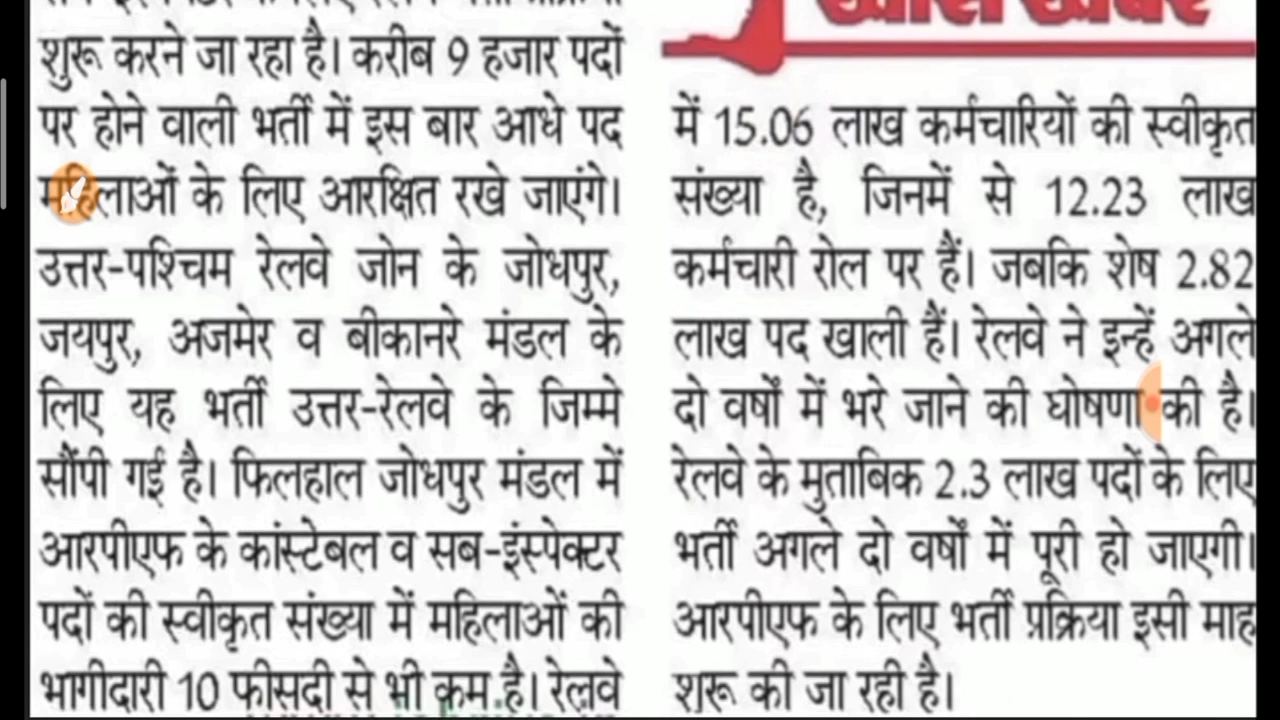 शुरू करने जा रहा है। करीब 9 हजार पदों
पर होने वाली भर्ती में इस बार आधे पद
महिलाओं के लिए आरक्षित रखे जाएंगे।
उत्तर-पश्चिम रेलवे जोन के जोधपुर,
जयपुर, अजमेर व बीकानरे मंडल के
लिए यह भर्ती उत्तर-रेलवे के जिम्मे
सौंपी गई है। फिलहाल जोधपुर मंडल में
आरपीएफ के कांस्टेबल व सब-इंस्पेक्टर
पदों की स्वीकृत संख्या में महिलाओं की
भागीदारी 10 फीसदी से भी कम है। रेलवे
में 15.06 लाख कर्मचारियों की स्वीकृत
संख्या है, जिनमें से 12.23 लाख
कर्मचारी रोल पर हैं। जबकि शेष 2.82
लाख पद खाली हैं। रेलवे ने इन्हें अगले
दो वर्षों में भरे जाने की घोषणा की है।
रेलवे के मुताबिक 2.3 लाख पदों के लिए
भर्ती अगले दो वर्षों में पूरी हो जाएगी।
आरपीएफ के लिए भर्ती प्रक्रिया इसी माह
शुरू की जा रही है।